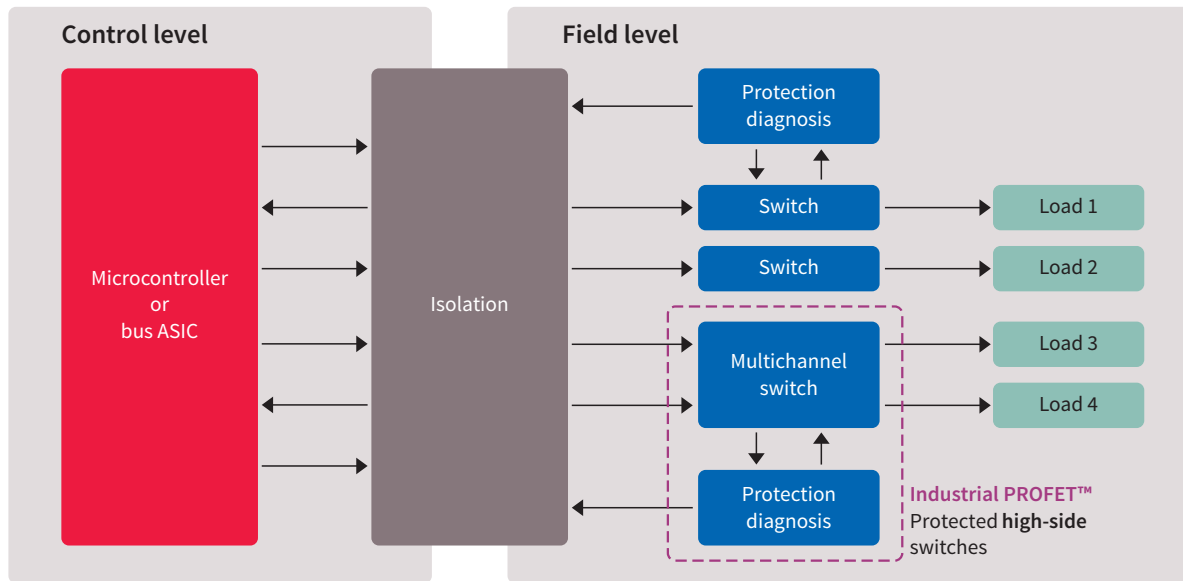 Control level
Field level
Microcontroller
or
bus ASIC
Isolation
Protection
diagnosis
Switch
Load 1
Switch
Load 2
Multichannel
switch
Load 3
Load 4
Protection
diagnosis
Industrial PROFET™
Protected high-side
switches